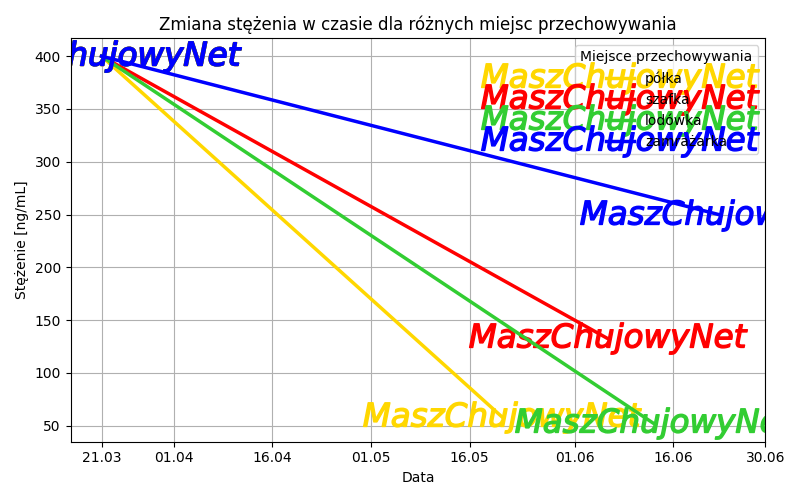 Zmiana stężenia w czasie dla różnych miejsc przechowywania
hujowyNet
Miejsce przechowywania
MaszChujowyNet
półka
MaszChujowyNet
szafka
MaszChujowyNet
lodówka
MaszChujowyNet
zamrażarka
MaszChujow
MaszChujowyNet
MaszChujowyNet
MaszChujowyNe
Stężenie [ng/mL]
400
350
300
250
200
150
100
50
21.03 01.04 16.04 01.05 16.05 01.06 16.06 30.06
Data